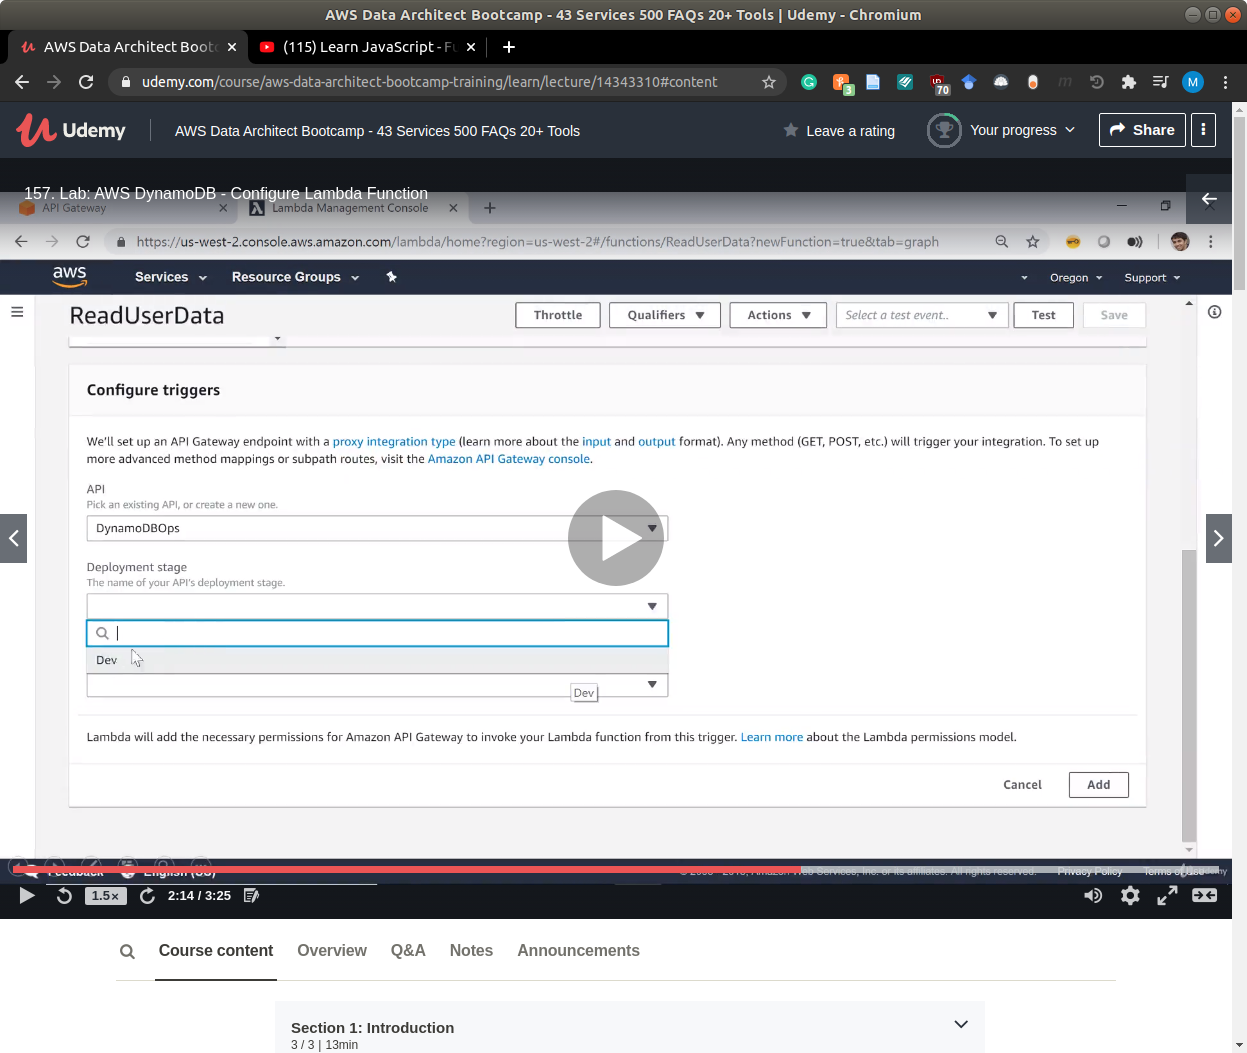 AWS Data Architect Bootcamp - 43 Services 500 FAQs 20+ Tools | Udemy - Chromium
AWS Data Architect Bootc
(115) Learn JavaScript - Fu
udemy.com/course/aws-data-architect-bootcamp-training/learn/lecture/14343310#content
3
70
M
Udemy
AWS Data Architect Bootcamp - 43 Services 500 FAQs 20+ Tools
Leave a rating
Your progress
Share
157. Lab: AWS DynamoDB - Configure Lambda Function
API Gateway
Lambda Management Console
https://us-west-2.console.aws.amazon.com/lambda/home?region=us-west-2#/functions/ReadUserData?newFunction=true&tab=graph
aws
Services
Resource Groups
Oregon
Support
ReadUserData
Throttle
Qualifiers
Actions
Select a test event..
Test
Save
Configure triggers
We'll set up an API Gateway endpoint with a proxy integration type (learn more about the input and output format). Any method (GET, POST, etc.) will trigger your integration. To set up
more advanced method mappings or subpath routes, visit the Amazon API Gateway console.
API
Pick an existing API, or create a new one.
DynamoDBOps
Deployment stage
The name of your API's deployment stage.
Dev
Dev
Lambda will add the necessary permissions for Amazon API Gateway to invoke your Lambda function from this trigger. Learn more about the Lambda permissions model.
Cancel
Add
Feedback
English (US)
© 2008 - 2018, Amazon Web Services, Inc. or its affiliates. All rights reserved.
Privacy Policy
Terms of Use
1.5×
2:14 / 3:25
Course content
Overview
Q&A
Notes
Announcements
Section 1: Introduction
3 / 3 | 13min